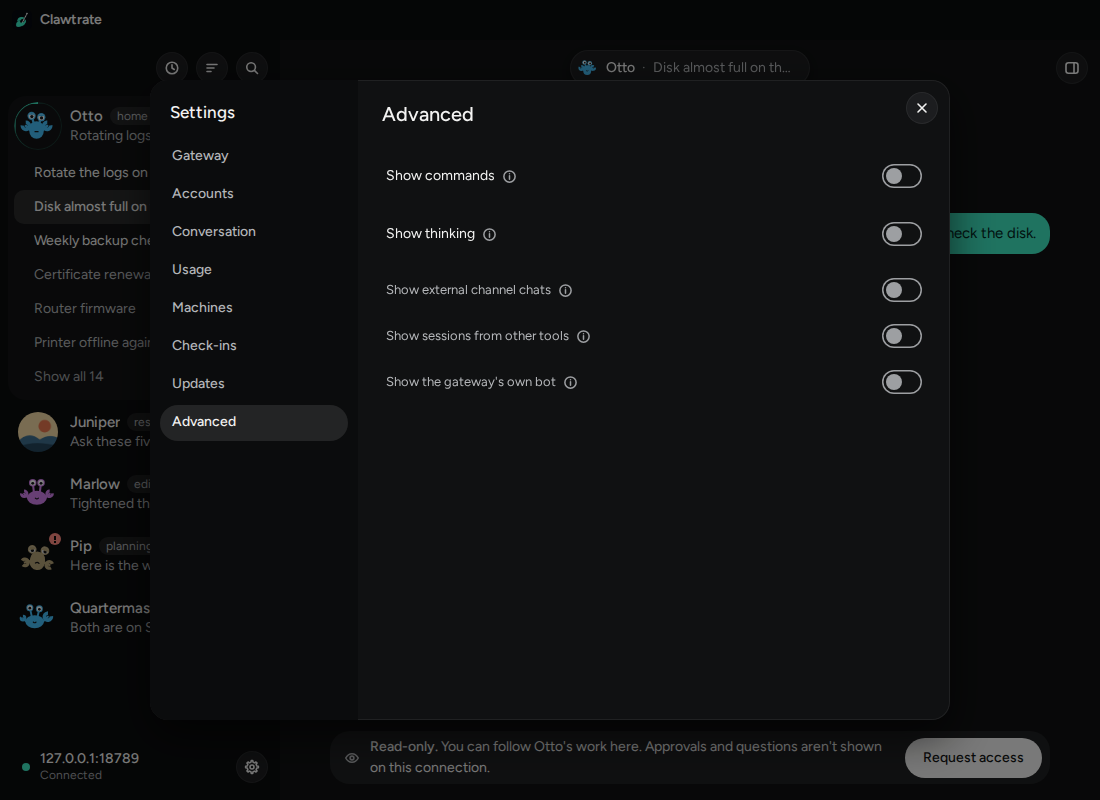 Clawtrate
Otto · Disk almost full on th...
Otto home
Rotating logs
Rotate the logs on
Disk almost full on
Weekly backup che
Certificate renewa
Router firmware
Printer offline again
Show all 14
Juniper res
Ask these fiv
Marlow edi
Tightened th
Pip planning
Here is the w
Quartermas
Both are on S
127.0.0.1:18789
Connected
Settings
Gateway
Accounts
Conversation
Usage
Machines
Check-ins
Updates
Advanced
Advanced
Show commands
Show thinking
Show external channel chats
Show sessions from other tools
Show the gateway's own bot
heck the disk.
Read-only. You can follow Otto's work here. Approvals and questions aren't shown
on this connection.
Request access